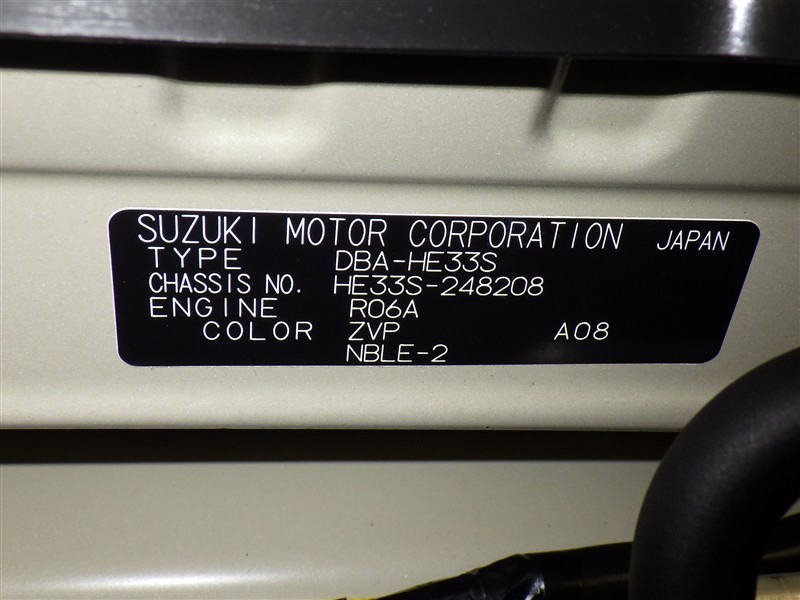 SUZUKI MOTOR CORPORATION JAPAN
TYPE DBA-HE33S
CHASSIS NO. HE33S-248208
ENGINE R06A
COLOR ZVP A08
NBLE-2